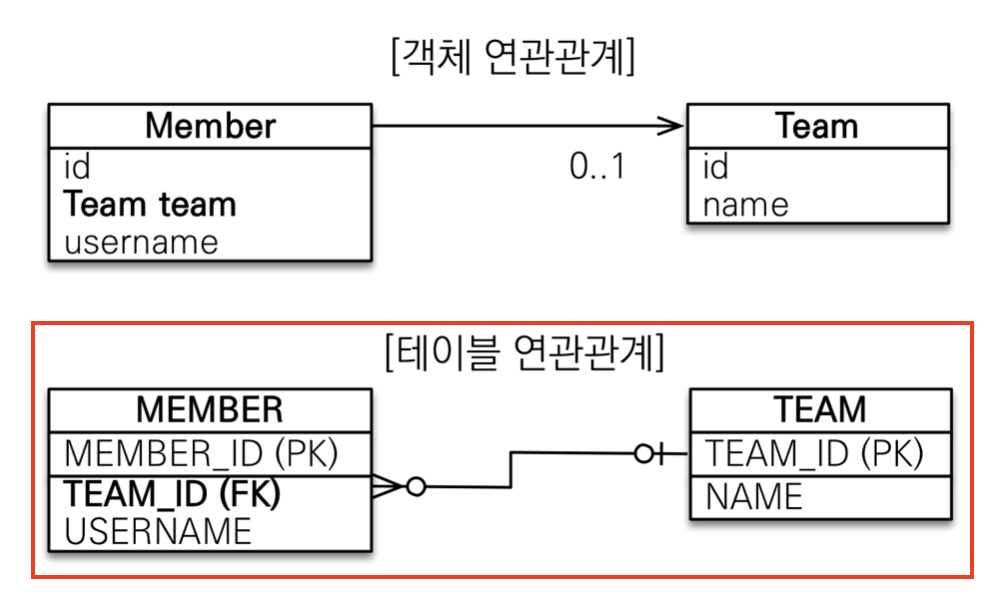 [객체 연관관계]
Member
id
Team team
username
0..1
Team
id
name
[테이블 연관관계]
MEMBER
MEMBER_ID (PK)
TEAM_ID (FK)
USERNAME
TEAM
TEAM_ID (PK)
NAME